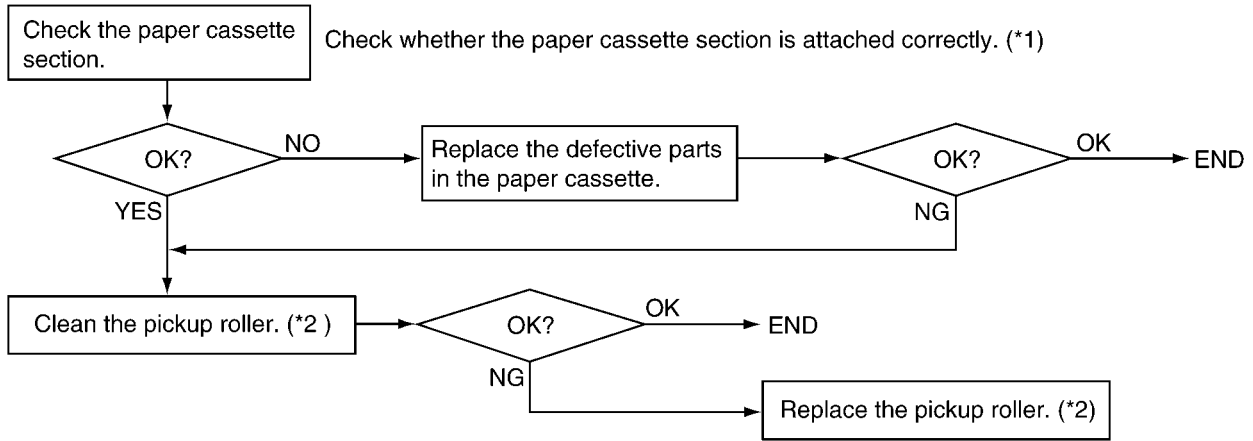 Check the paper cassette
section.
Check whether the paper cassette section is attached correctly. (*1)
OK?
NO
Replace the defective parts
in the paper cassette.
OK?
OK
END
YES
NG
Clean the pickup roller. (*2 )
OK?
OK
END
NG
Replace the pickup roller. (*2)